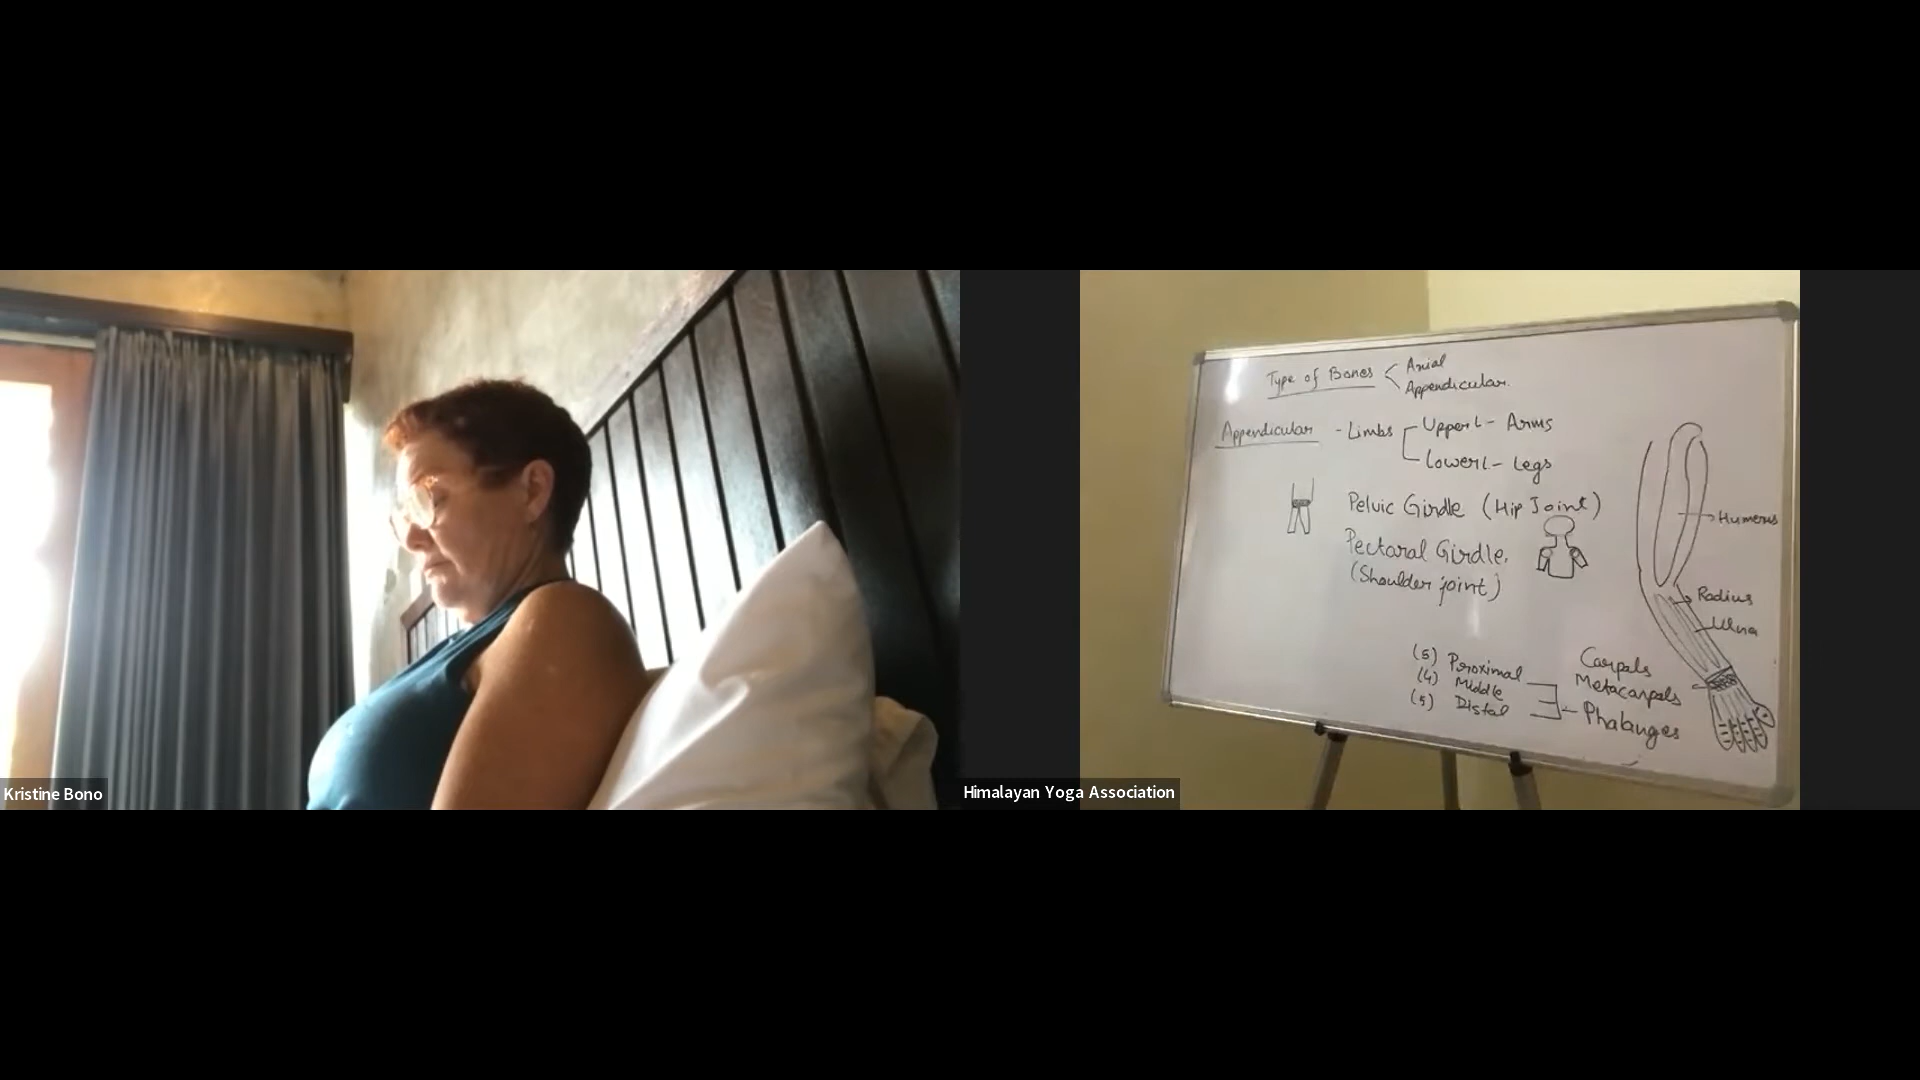 Type of Bones < Axial
Appendicular.
Appendicular - Limbs Upper L - Arms
Lower L - Legs
Pelvic Girdle (Hip Joint)
Pectoral Girdle.
(Shoulder joint)
Humerus
Radius
Ulna
(5) Proximal
(4) Middle
(5) Distal
Carpals
Metacarpals
Phalanges
Kristine Bono
Himalayan Yoga Association